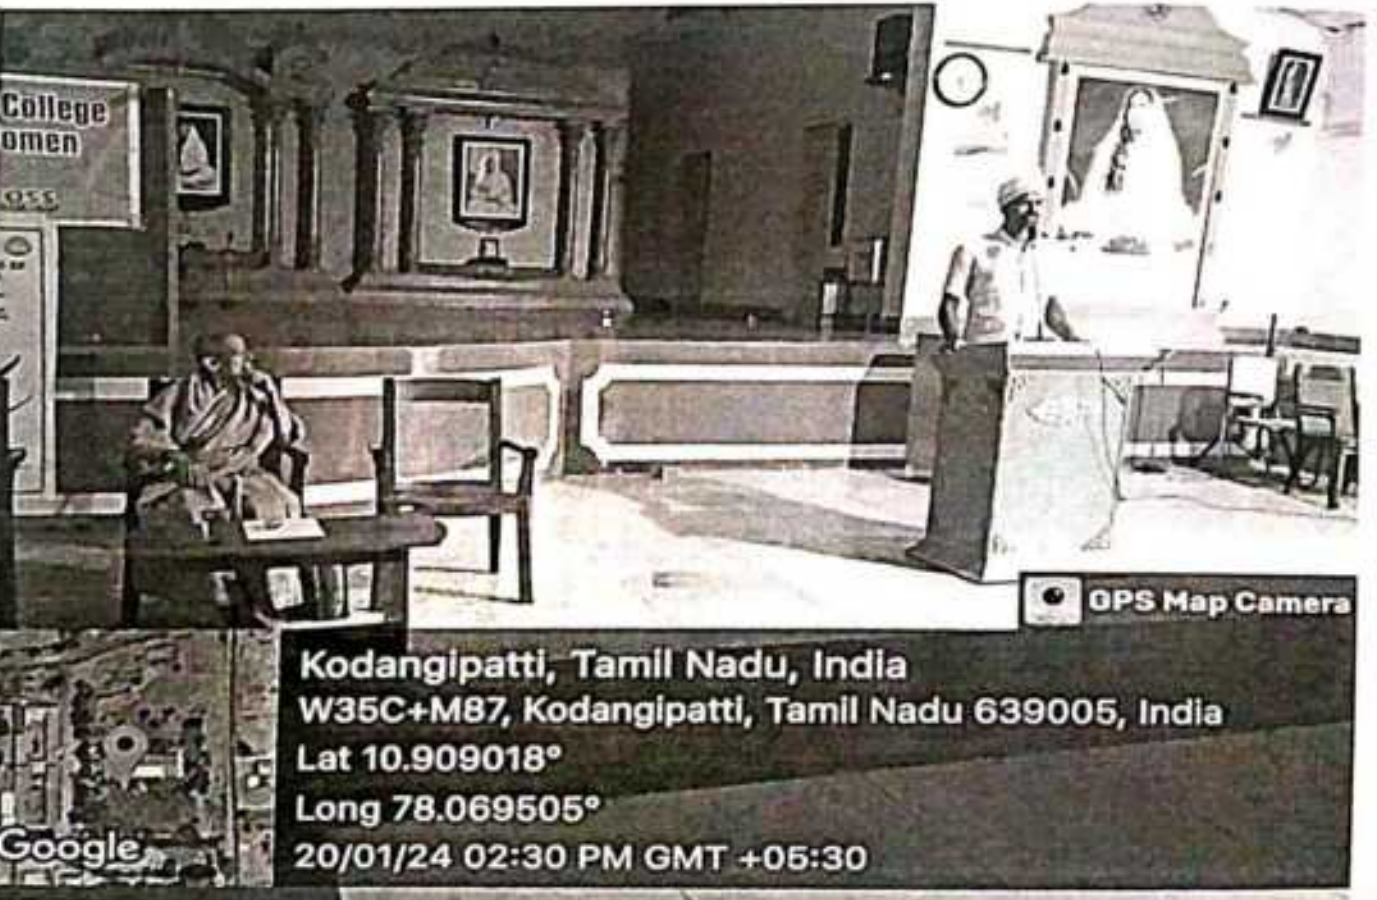 College
omen
GPS Map Camera
Kodangipatti, Tamil Nadu, India
W35C+M87, Kodangipatti, Tamil Nadu 639005, India
Lat 10.909018°
Long 78.069505°
20/01/24 02:30 PM GMT +05:30
Google